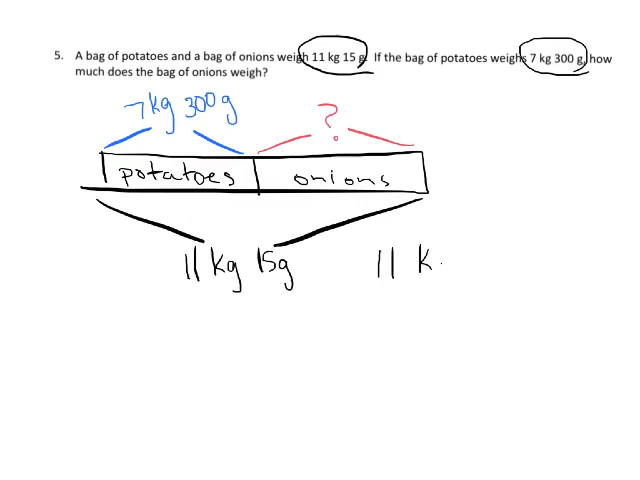 5. A bag of potatoes and a bag of onions weigh 11 kg 15 g. If the bag of potatoes weighs 7 kg 300 g, how
much does the bag of onions weigh?
7 kg 300 g ?
potatoes onions
11 kg 15g 11 k